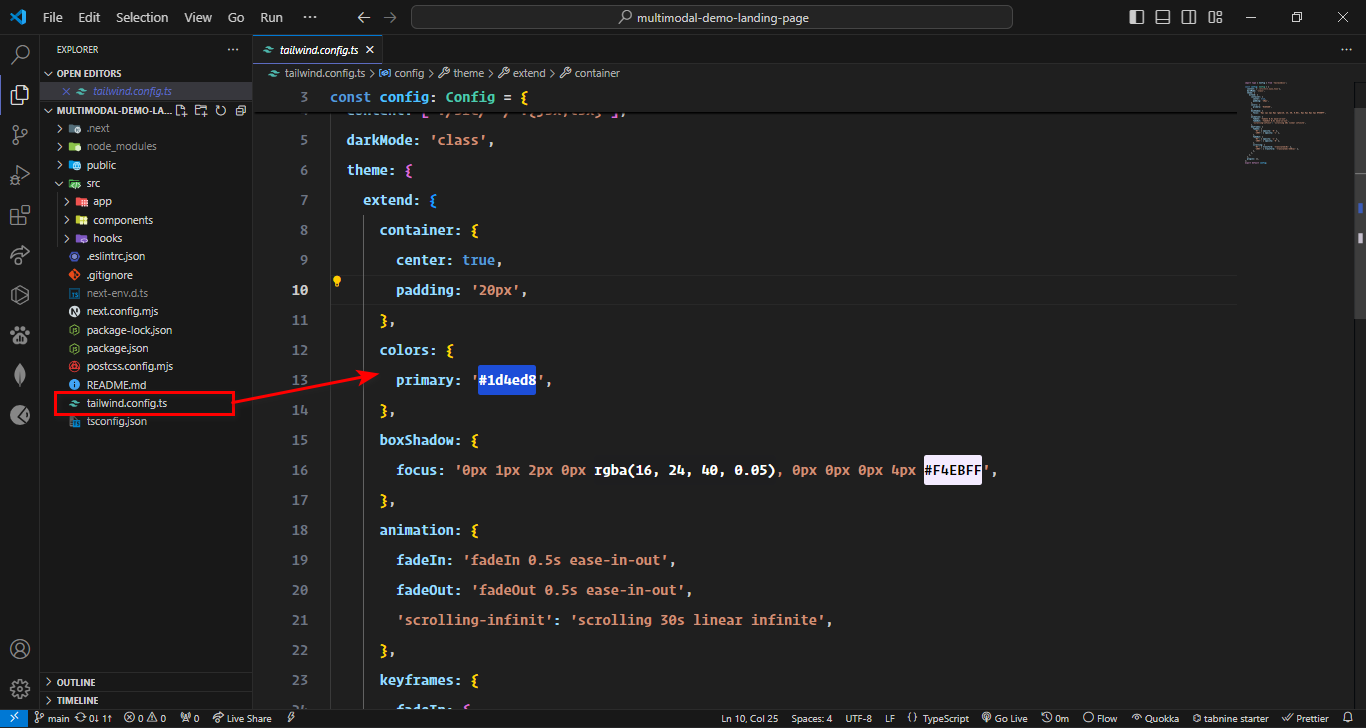 File Edit Selection View Go Run ···
multimodal-demo-landing-page
EXPLORER ···
OPEN EDITORS
tailwind.config.ts
MULTIMODAL-DEMO-LA...
.next
node_modules
public
src
app
components
hooks
.eslintrc.json
.gitignore
next-env.d.ts
next.config.mjs
package-lock.json
package.json
postcss.config.mjs
README.md
tailwind.config.ts
tsconfig.json
OUTLINE
TIMELINE
tailwind.config.ts
tailwind.config.ts > config > theme > extend > container
3 const config: Config = {
5 darkMode: 'class',
6 theme: {
7 extend: {
8 container: {
9 center: true,
10 padding: '20px',
11 },
12 colors: {
13 primary: '#1d4ed8',
14 },
15 boxShadow: {
16 focus: '0px 1px 2px 0px rgba(16, 24, 40, 0.05), 0px 0px 0px 4px #F4EBFF',
17 },
18 animation: {
19 fadeIn: 'fadeIn 0.5s ease-in-out',
20 fadeOut: 'fadeOut 0.5s ease-in-out',
21 'scrolling-infinit': 'scrolling 30s linear infinite',
22 },
23 keyframes: {
fadeIn: {
main 0↓ 1↑ 0 0 0 Live Share
Ln 10, Col 25 Spaces: 4 UTF-8 LF {} TypeScript Go Live 0m Flow Quokka tabnine starter Prettier